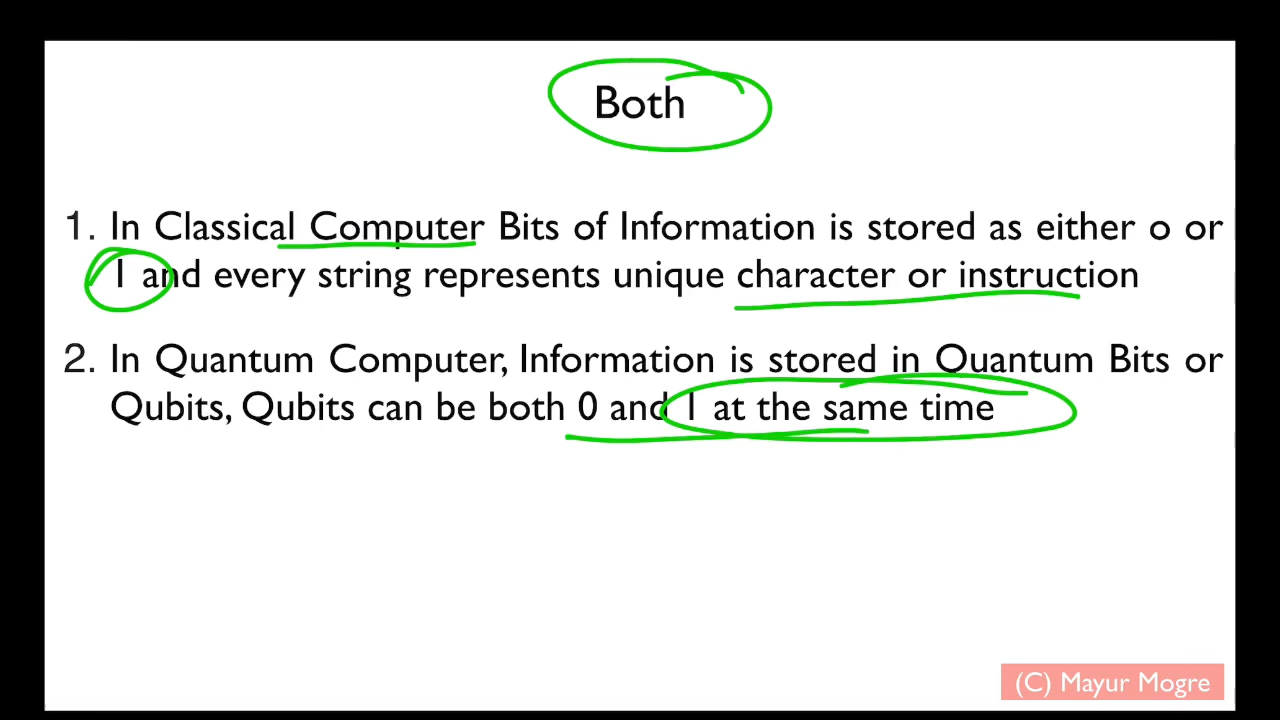 Both
1. In Classical Computer Bits of Information is stored as either o or
1 and every string represents unique character or instruction
2. In Quantum Computer, Information is stored in Quantum Bits or
Qubits, Qubits can be both 0 and 1 at the same time
(C) Mayur Mogre